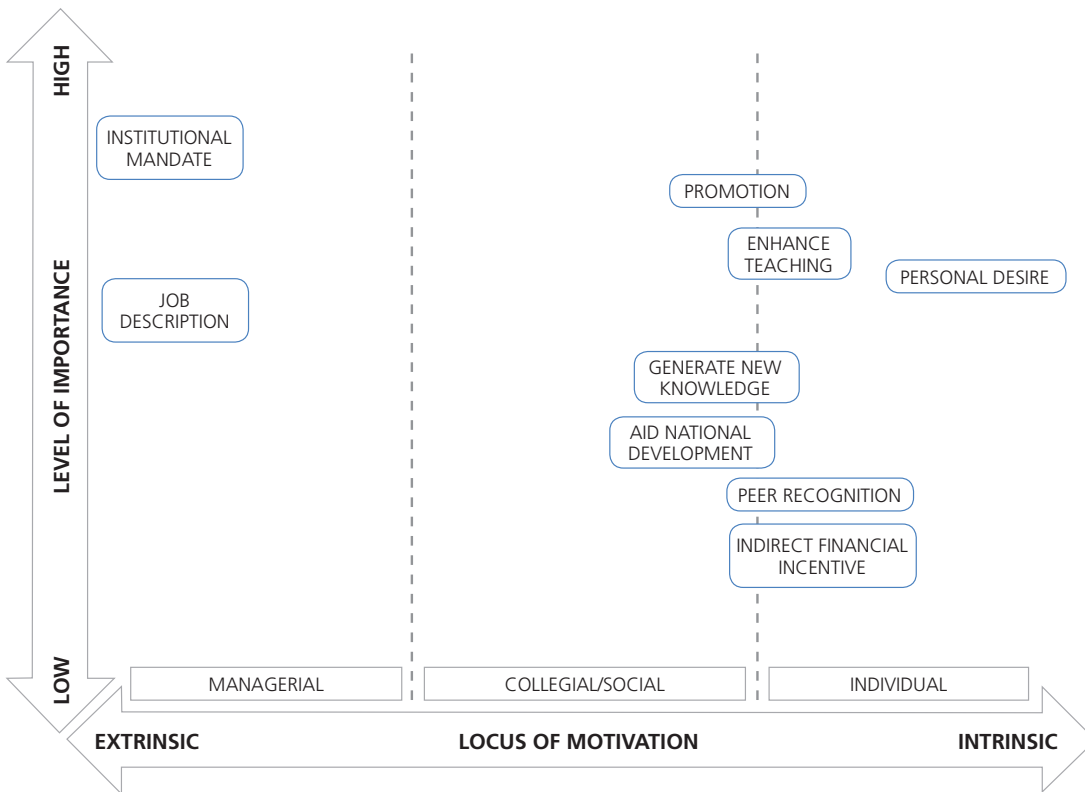 HIGH
INSTITUTIONAL
MANDATE
PROMOTION
ENHANCE
TEACHING
PERSONAL DESIRE
JOB
DESCRIPTION
LEVEL OF IMPORTANCE
GENERATE NEW
KNOWLEDGE
AID NATIONAL
DEVELOPMENT
PEER RECOGNITION
INDIRECT FINANCIAL
INCENTIVE
LOW
MANAGERIAL
COLLEGIAL/SOCIAL
INDIVIDUAL
EXTRINSIC
LOCUS OF MOTIVATION
INTRINSIC